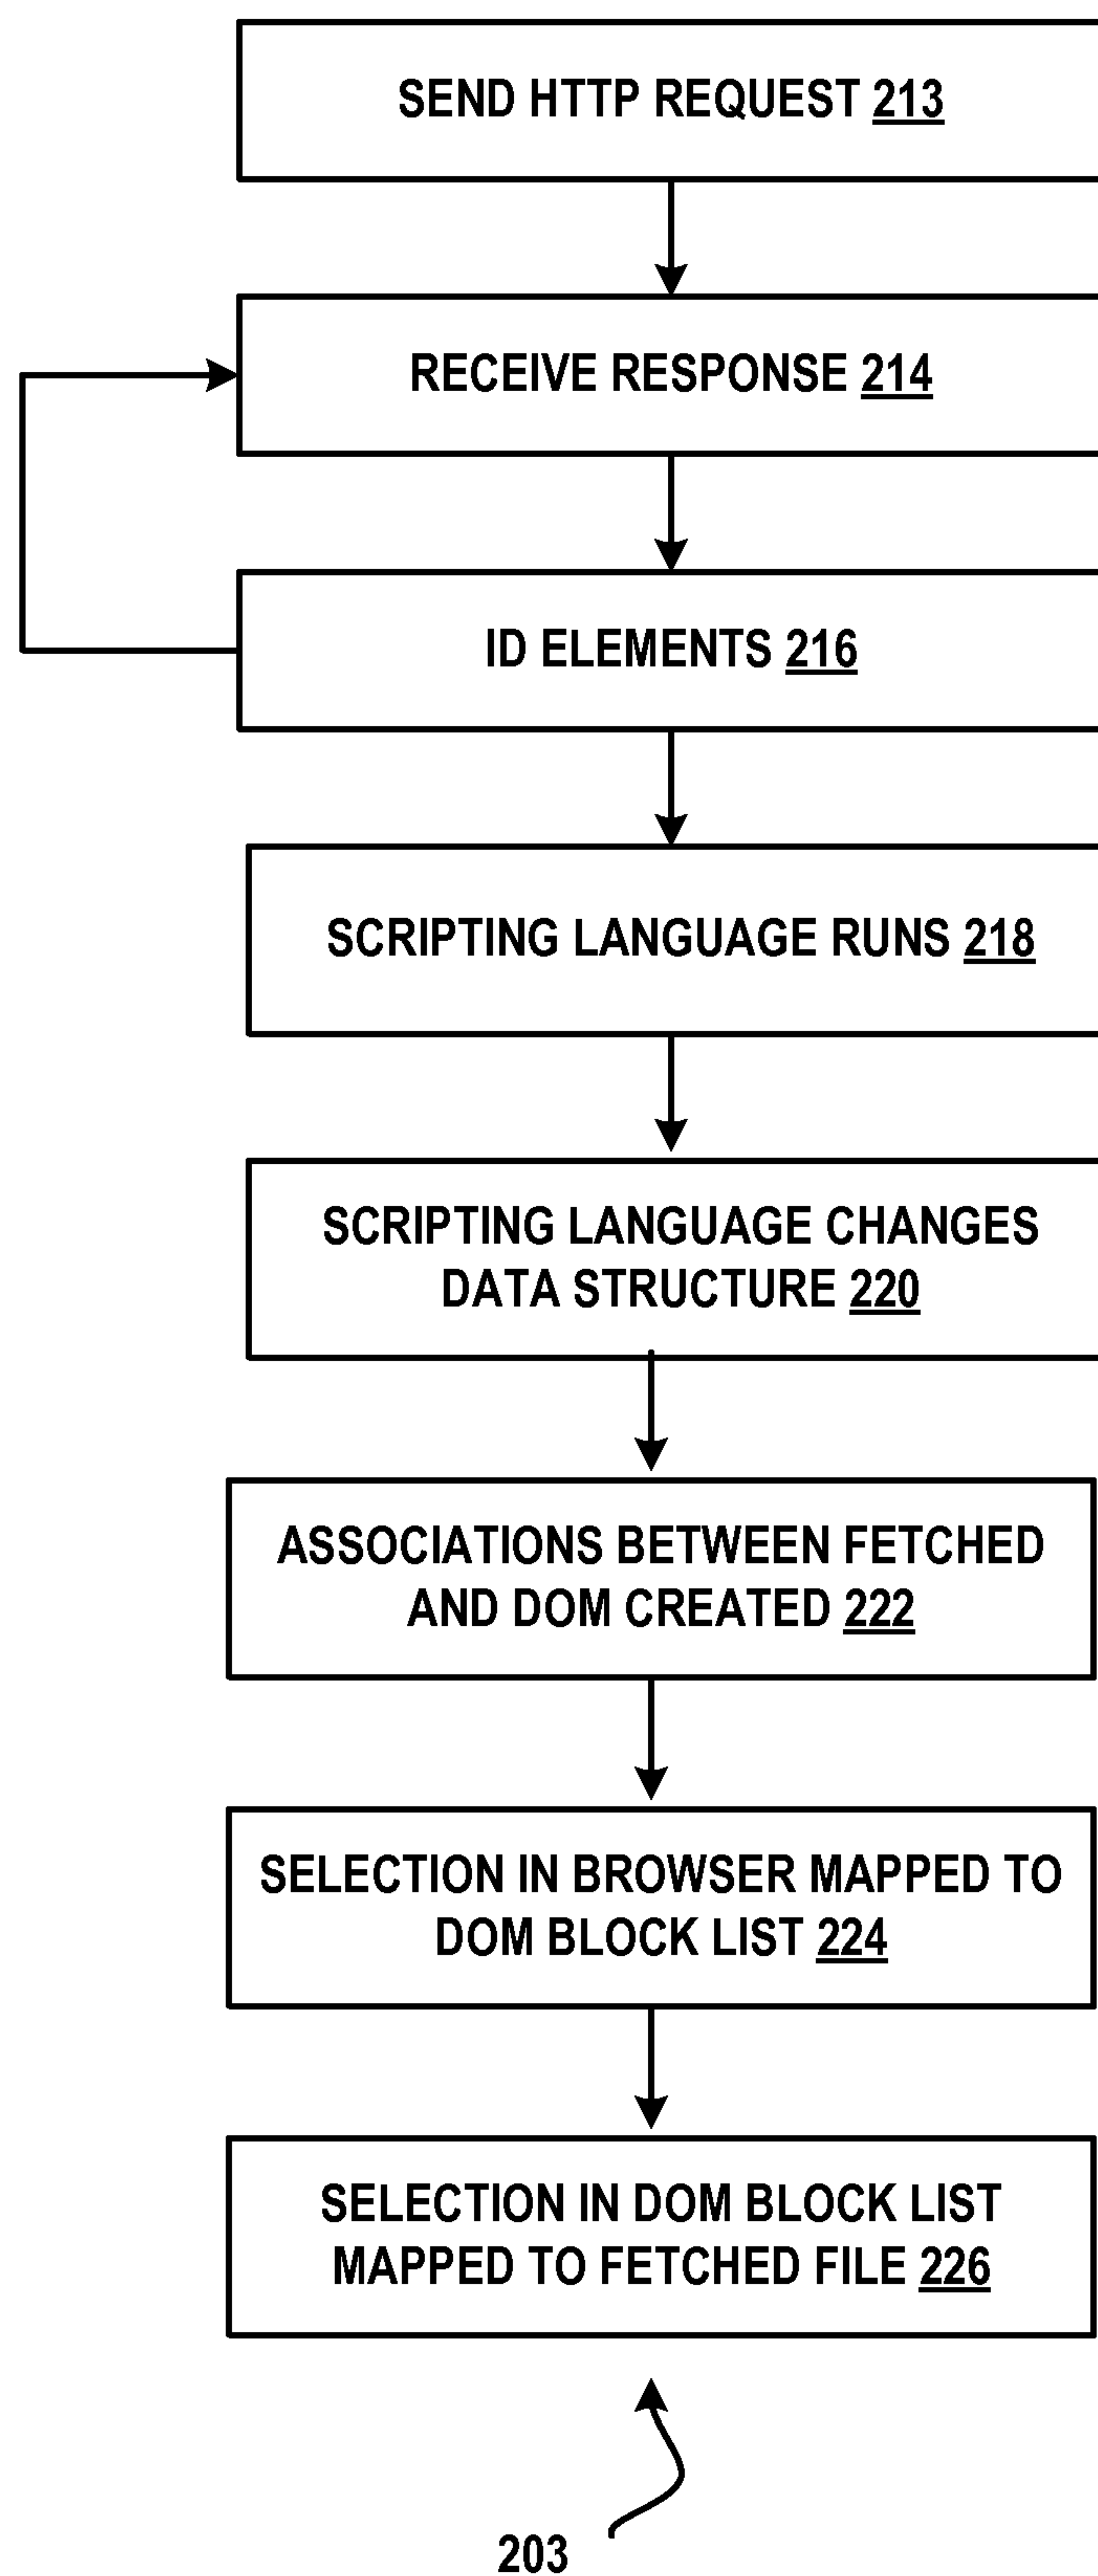 SEND HTTP REQUEST 213
RECEIVE RESPONSE 214
ID ELEMENTS 216
SCRIPTING LANGUAGE RUNS 218
SCRIPTING LANGUAGE CHANGES
DATA STRUCTURE 220
ASSOCIATIONS BETWEEN FETCHED
AND DOM CREATED 222
SELECTION IN BROWSER MAPPED TO
DOM BLOCK LIST 224
SELECTION IN DOM BLOCK LIST
MAPPED TO FETCHED FILE 226
203